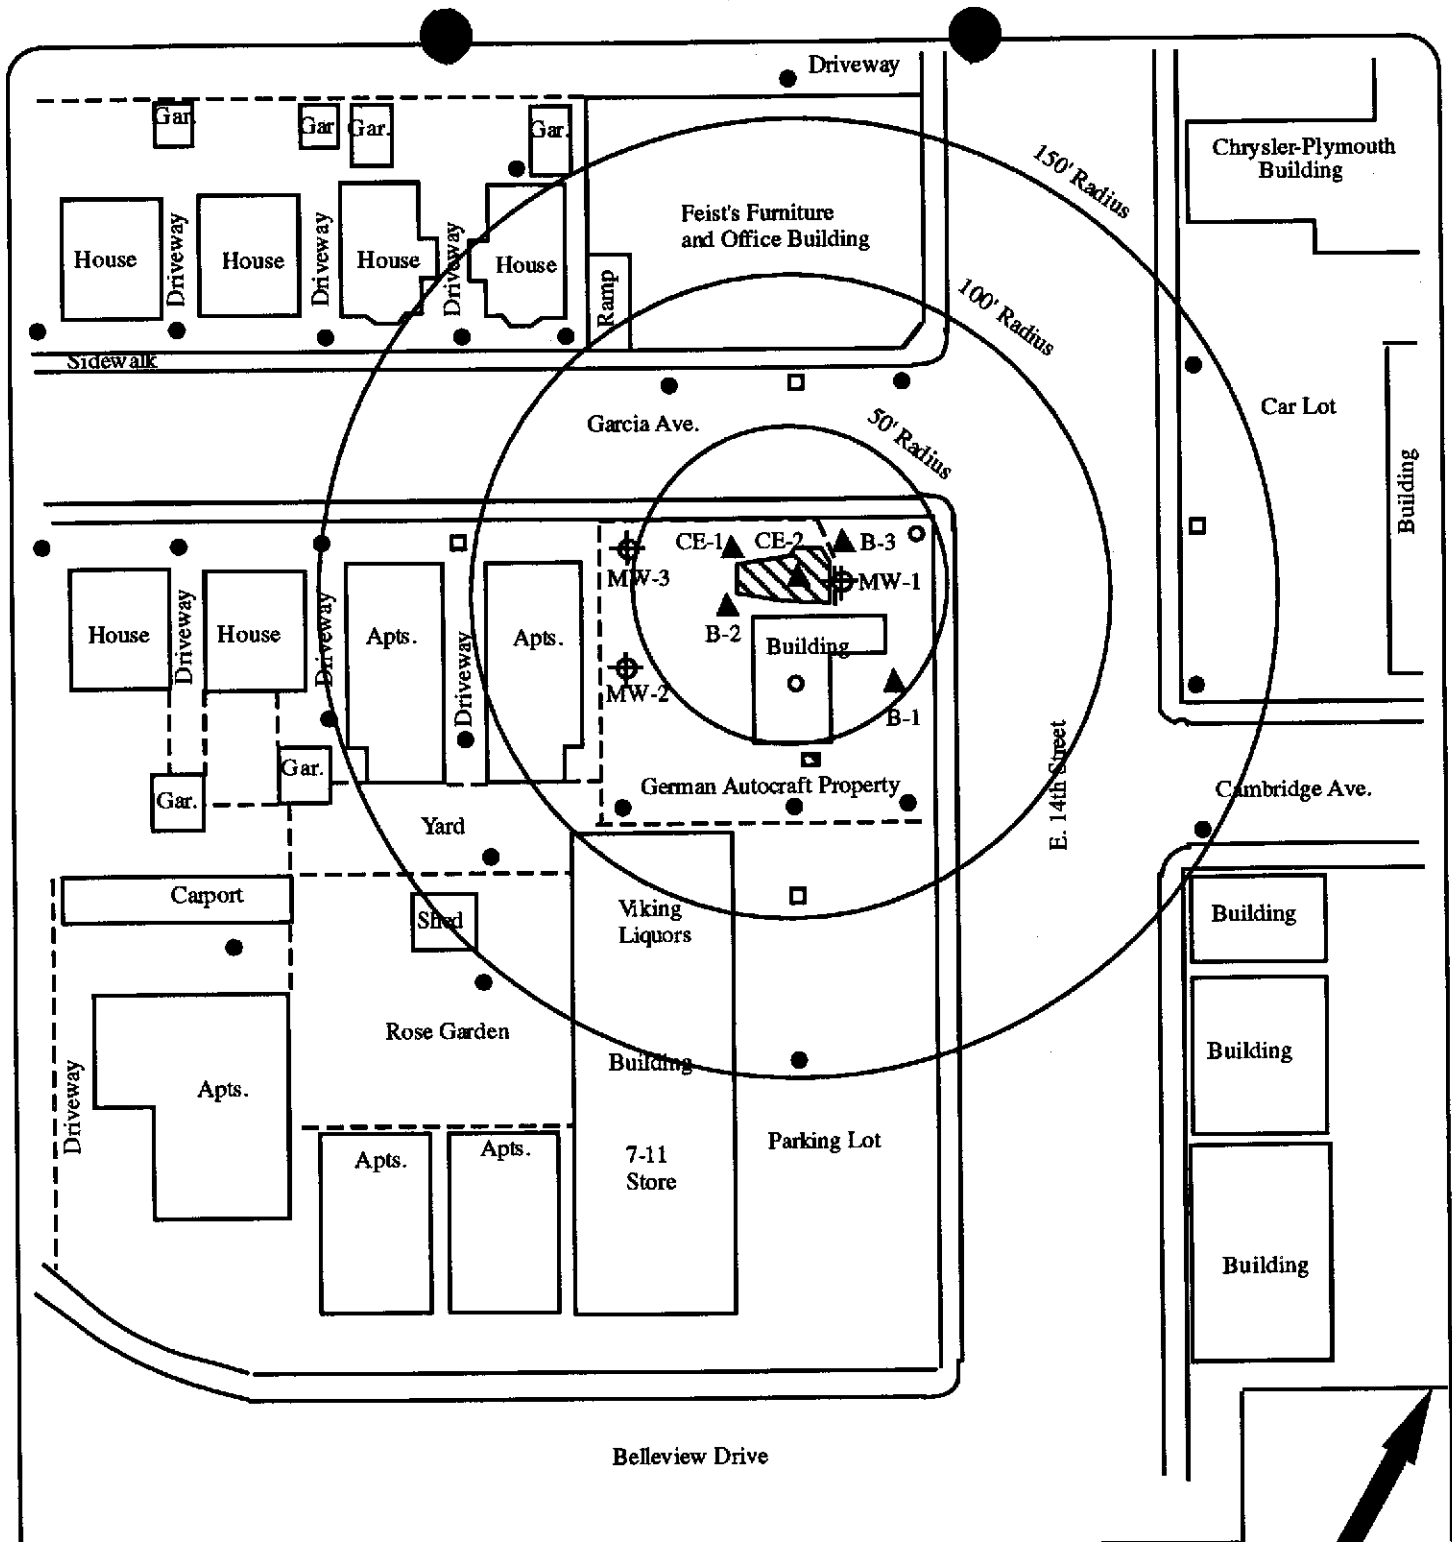 Driveway
Gar.
Gar
Gar.
Gar.
150' Radius
Chrysler-Plymouth
Building
Feist's Furniture
and Office Building
House
Driveway
House
Driveway
House
Driveway
House
Ramp
100' Radius
Sidewalk
Garcia Ave.
50' Radius
Car Lot
Building
CE-1
CE-2
B-3
MW-3
MW-1
B-2
House
Driveway
House
Driveway
Apts.
Driveway
Apts.
Building
MW-2
B-1
Gar.
Gar.
German Autocraft Property
E. 14th Street
Cambridge Ave.
Yard
Carport
Shed
Viking
Liquors
Building
Rose Garden
Building
Building
Driveway
Apts.
Apts.
Apts.
7-11
Store
Parking Lot
Building
Belleview Drive